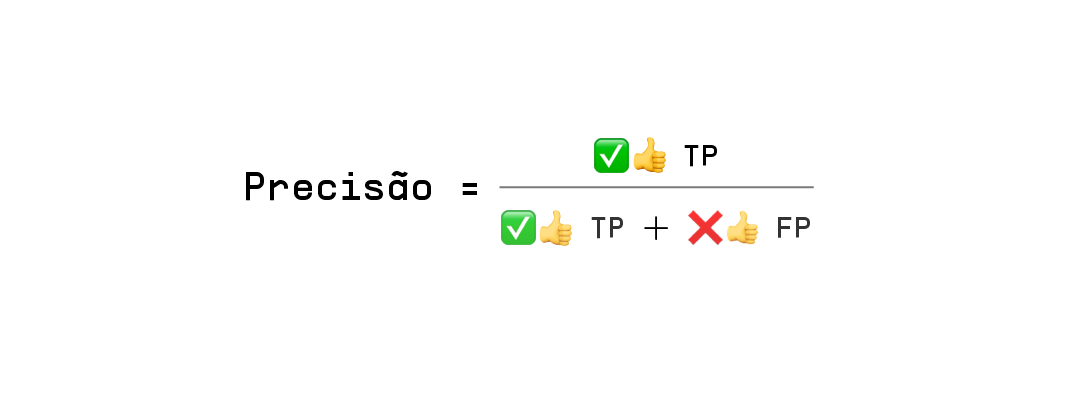 ✅👍 TP
Precisão =
✅👍 TP + ❌👍 FP